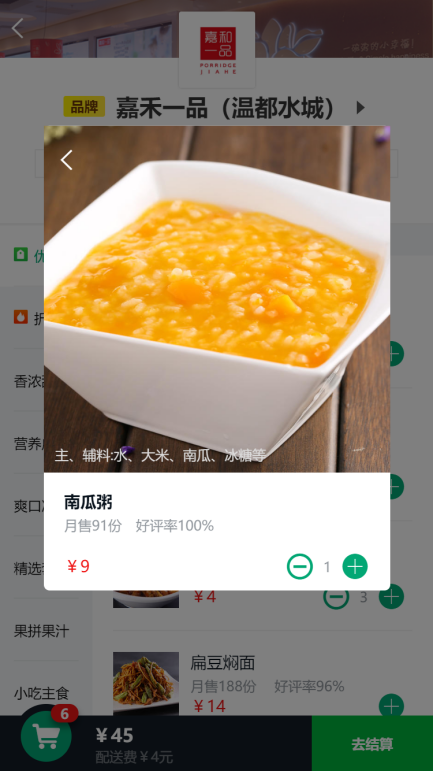 嘉和
一品
PORRIDGE
JIAHE
品牌 嘉禾一品（温都水城）
优
折
香浓
营养
爽口
精选
果拼果汁
小吃主食
主、辅料:水、大米、南瓜、冰糖等
南瓜粥
月售91份 好评率100%
￥9 1
￥4 3
扁豆焖面
月售188份 好评率96%
￥14
6
￥45
配送费￥4元
去结算